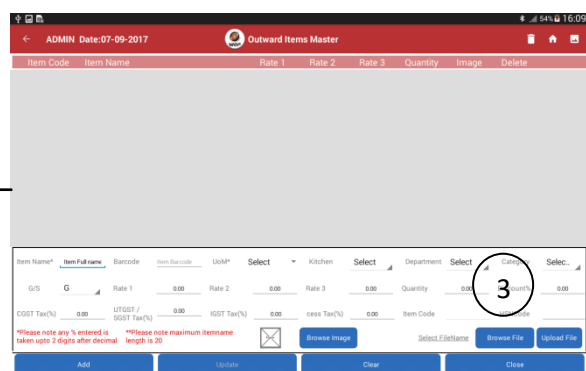 54% 16:09
ADMIN Date:07-09-2017 Outward Items Master
Item Code Item Name Rate 1 Rate 2 Rate 3 Quantity Image Delete
Item Name* Item Full name Barcode Item Barcode UoM* Select Kitchen Select Department Select Category Selec..
G/S G Rate 1 0.00 Rate 2 0.00 Rate 3 0.00 Quantity 0.00 Discount% 0.00
CGST Tax(%) 0.00 UTGST / SGST Tax(%) 0.00 IGST Tax(%) 0.00 cess Tax(%) 0.00 Item Code
3
*Please note any % entered is taken upto 2 digits after decimal
**Please note maximum itemname length is 20
Browse Image Select FileName Browse File Upload File
Add Update Clear Close